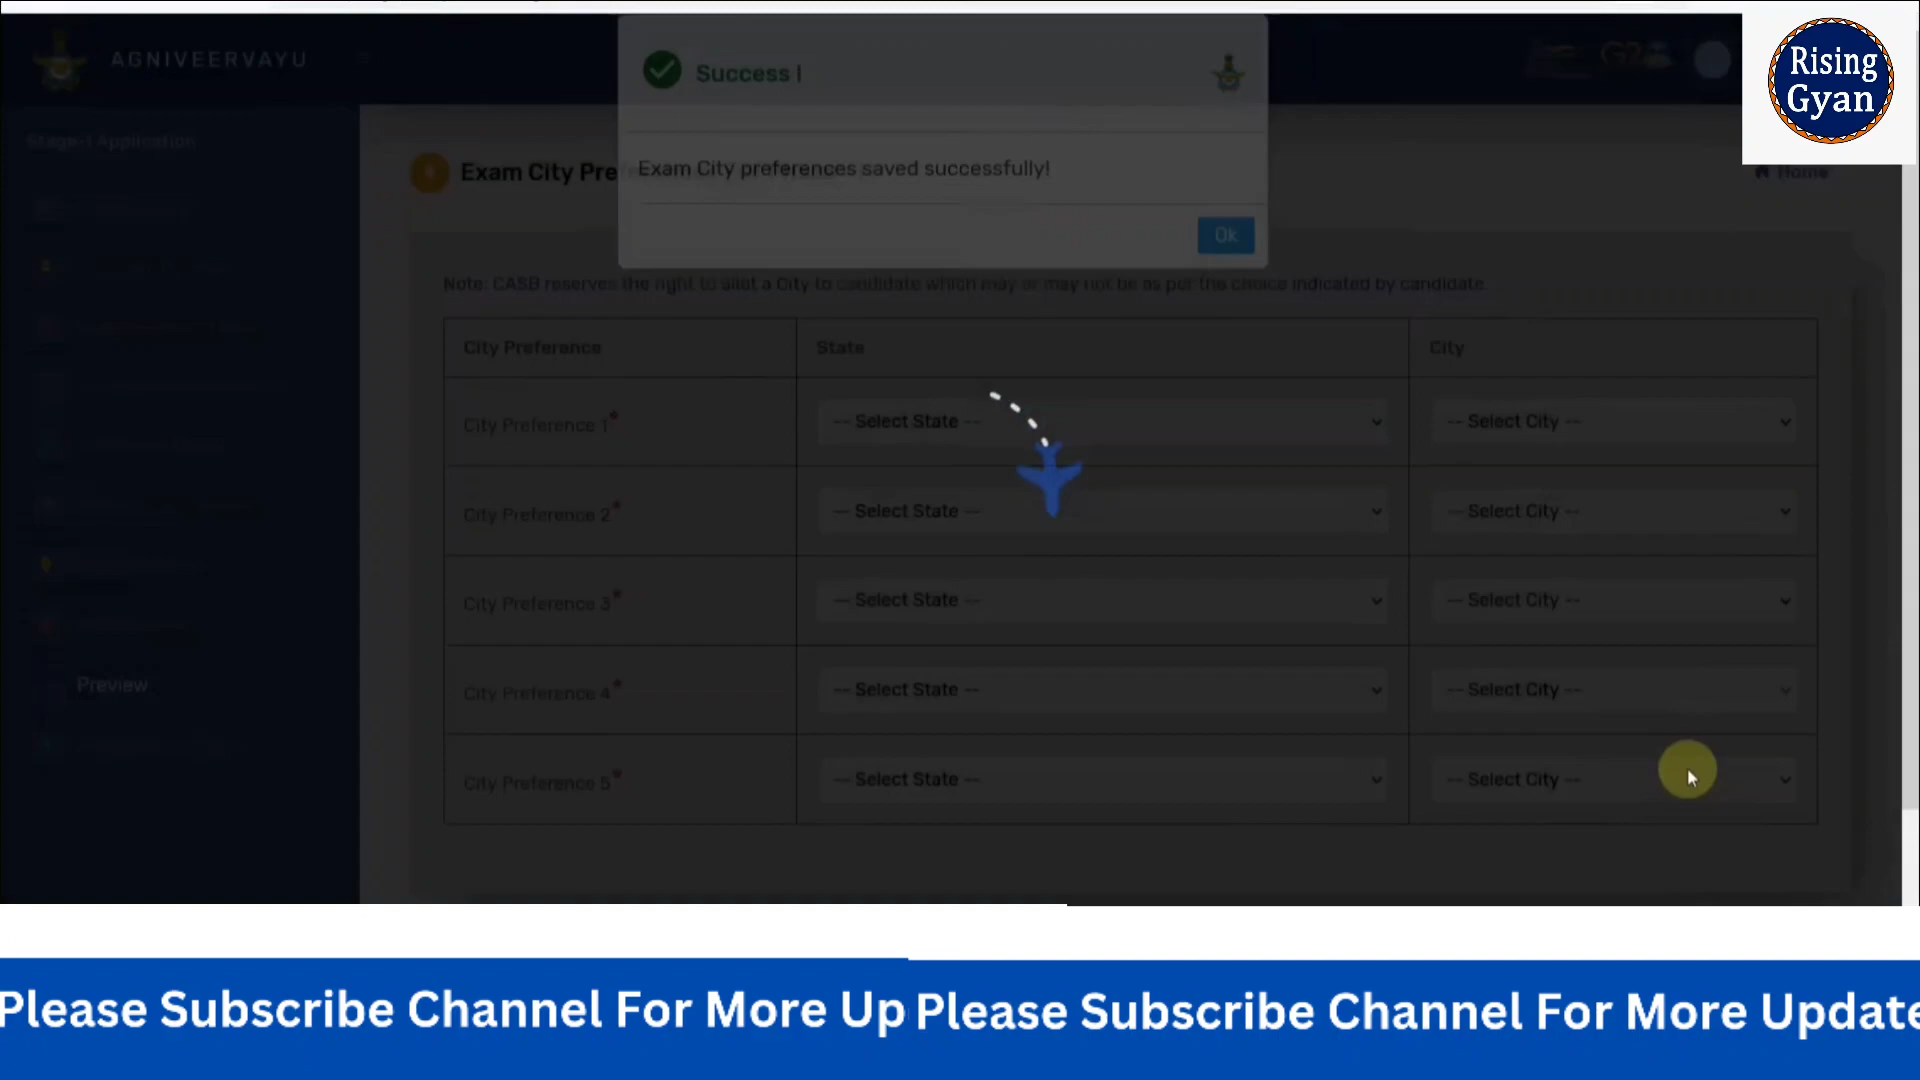 AGNIVEERVAYU
Rising
Gyan
Success !
Stage-I Application
Exam City preferences saved successfully!
Exam City Pre
Home
Ok
Note: CASB reserves the right to allot a City to candidate which may or may not be as per the choice indicated by candidate.
City Preference State City
City Preference 1* -- Select State -- -- Select City --
City Preference 2* -- Select State -- -- Select City --
City Preference 3* -- Select State -- -- Select City --
City Preference 4* -- Select State -- -- Select City --
City Preference 5* -- Select State -- -- Select City --
Preview
Please Subscribe Channel For More Up Please Subscribe Channel For More Update